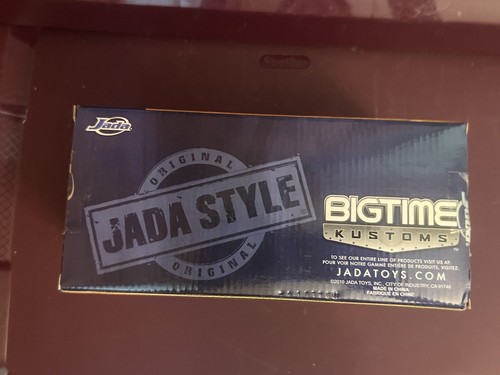 Jada
ORIGINAL
JADA STYLE
ORIGINAL
BIGTIME
KUSTOMS
TO SEE OUR ENTIRE LINE OF PRODUCTS VISIT US AT:
POUR VOIR NOTRE GAMME ENTIÈRE DE PRODUITS, VISITEZ:
JADATOYS.COM
©2010 JADA TOYS, INC., CITY OF INDUSTRY, CA 91748
MADE IN CHINA
FABRIQUÉ EN CHINE